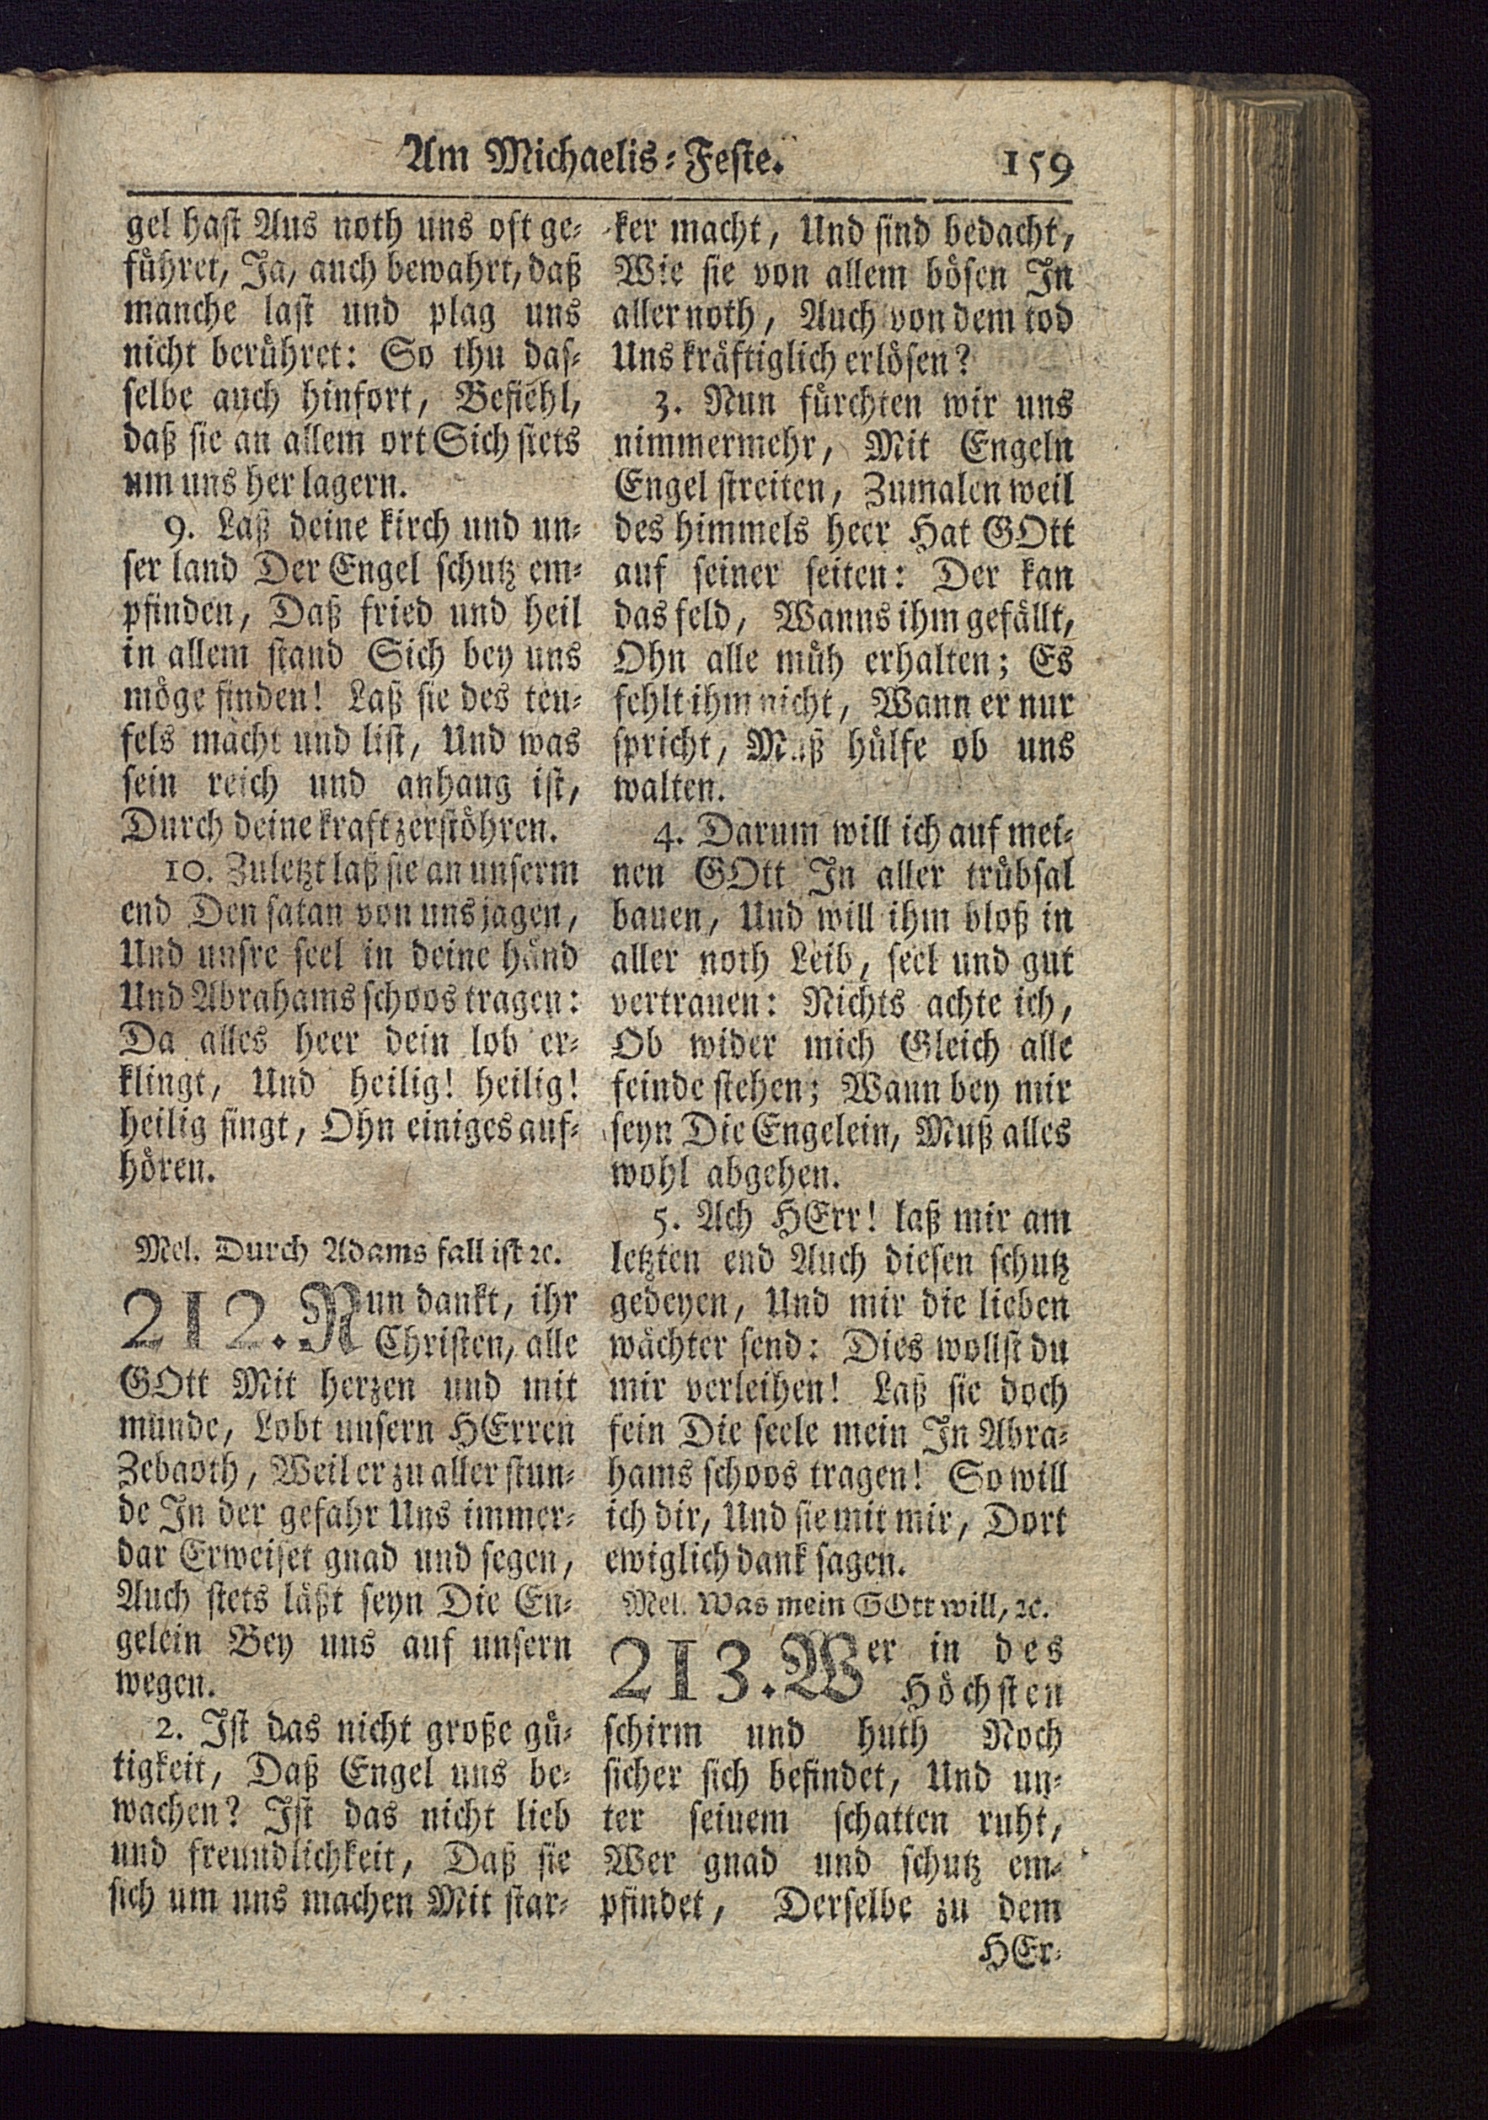 Am Michaelis-Feste. 159
gel hast Aus noth uns oft ge-
führet, Ja, auch bewahrt, daß
manche last und plag uns
nicht berühret: So thu das-
selbe auch hinfort, Befiehl,
daß sie an allem ort Sich stets
um uns her lagern.
9. Laß deine kirch und un-
ser land Der Engel schutz em-
pfinden, Daß fried und heil
in allem stand Sich bey uns
möge finden! Laß sie des teu-
fels macht und list, Und was
sein reich und anhang ist,
Durch deine kraft zerstöhren.
10. Zuletzt laß sie an unserm
end Den satan von uns jagen,
Und unsre seel in deine händ
Und Abrahams schoos tragen:
Da alles heer dein lob er-
klingt, Und heilig! heilig!
heilig singt, Ohn einiges auf-
hören.
Mel. Durch Adams fall ist ꝛc.
212. Nun dankt, ihr
Christen, alle
GOtt Mit herzen und mit
munde, Lobt unsern HErren
Zebaoth, Weil er zu aller stun-
de In der gefahr Uns immer-
dar Erweiset gnad und segen,
Auch stets läßt seyn Die En-
gelein Bey uns auf unsern
wegen.
2. Ist das nicht große gü-
tigkeit, Daß Engel uns be-
wachen? Ist das nicht lieb
und freundlichkeit, Daß sie
sich um uns machen Mit star-
ker macht, Und sind bedacht,
Wie sie von allem bösen In
aller noth, Auch von dem tod
Uns kräftiglich erlösen?
3. Nun fürchten wir uns
nimmermehr, Mit Engeln
Engel streiten, Zumalen weil
des himmels heer Hat GOtt
auf seiner seiten: Der kan
das feld, Wanns ihm gefällt,
Ohn alle müh erhalten; Es
fehlt ihm nicht, Wann er nur
spricht, Muß hülfe ob uns
walten.
4. Darum will ich auf mei-
nen GOtt In aller trübsal
bauen, Und will ihm bloß in
aller noth Leib, seel und gut
vertrauen: Nichts achte ich,
Ob wider mich Gleich alle
feinde stehen; Wann bey mir
seyn Die Engelein, Muß alles
wohl abgehen.
5. Ach HErr! laß mir am
letzten end Auch diesen schutz
gedeyen, Und mir die lieben
wächter send: Dies wollst du
mir verleihen! Laß sie doch
fein Die seele mein In Abra-
hams schoos tragen! So will
ich dir, Und sie mit mir, Dort
ewiglich dank sagen.
Mel. Was mein GOtt will, ꝛc.
213. Wer in des
Höchsten
schirm und huth Noch
sicher sich befindet, Und un-
ter seinem schatten ruht,
Wer gnad und schutz em-
pfindet, Derselbe zu dem
HEr-